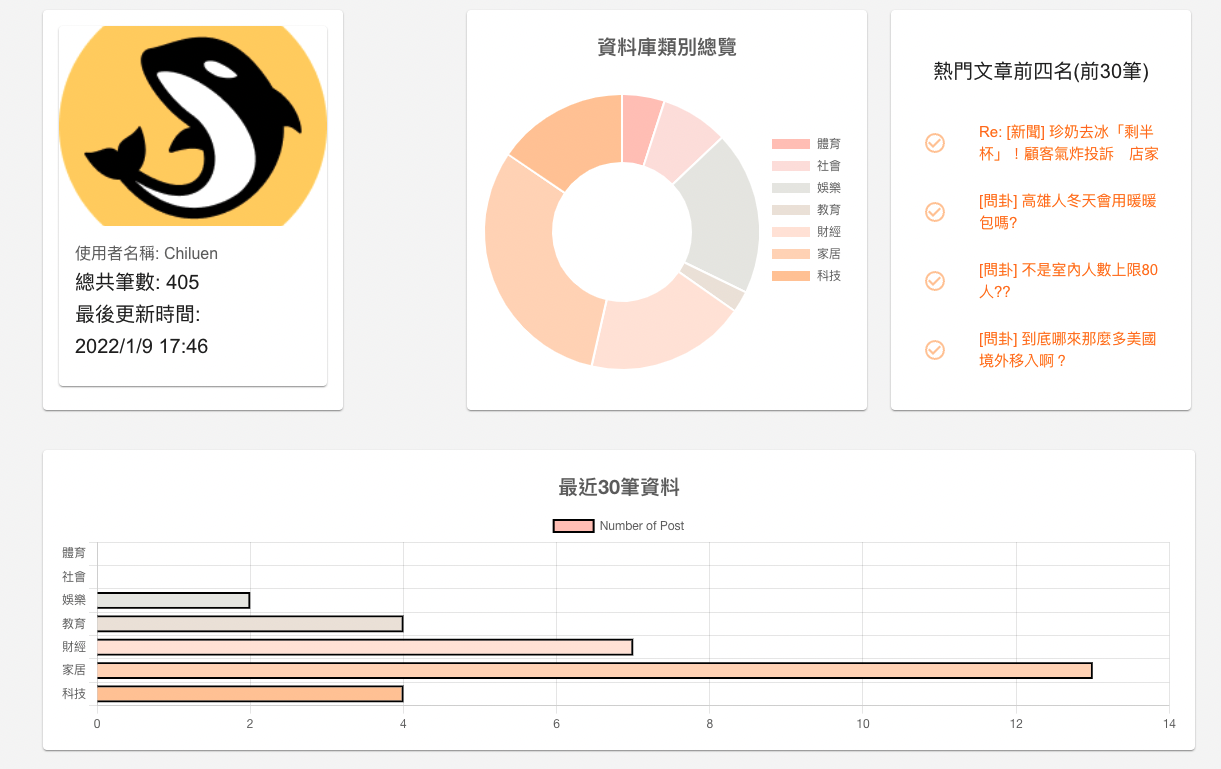 使用者名稱: Chiluen
總共筆數: 405
最後更新時間:
2022/1/9 17:46
資料庫類別總覽
體育
社會
娛樂
教育
財經
家居
科技
熱門文章前四名(前30筆)
Re: [新聞] 珍奶去冰「剩半
杯」！顧客氣炸投訴　店家
[問卦] 高雄人冬天會用暖暖
包嗎?
[問卦] 不是室內人數上限80
人??
[問卦] 到底哪來那麼多美國
境外移入啊？
最近30筆資料
Number of Post
體育
社會
娛樂
教育
財經
家居
科技
0 2 4 6 8 10 12 14